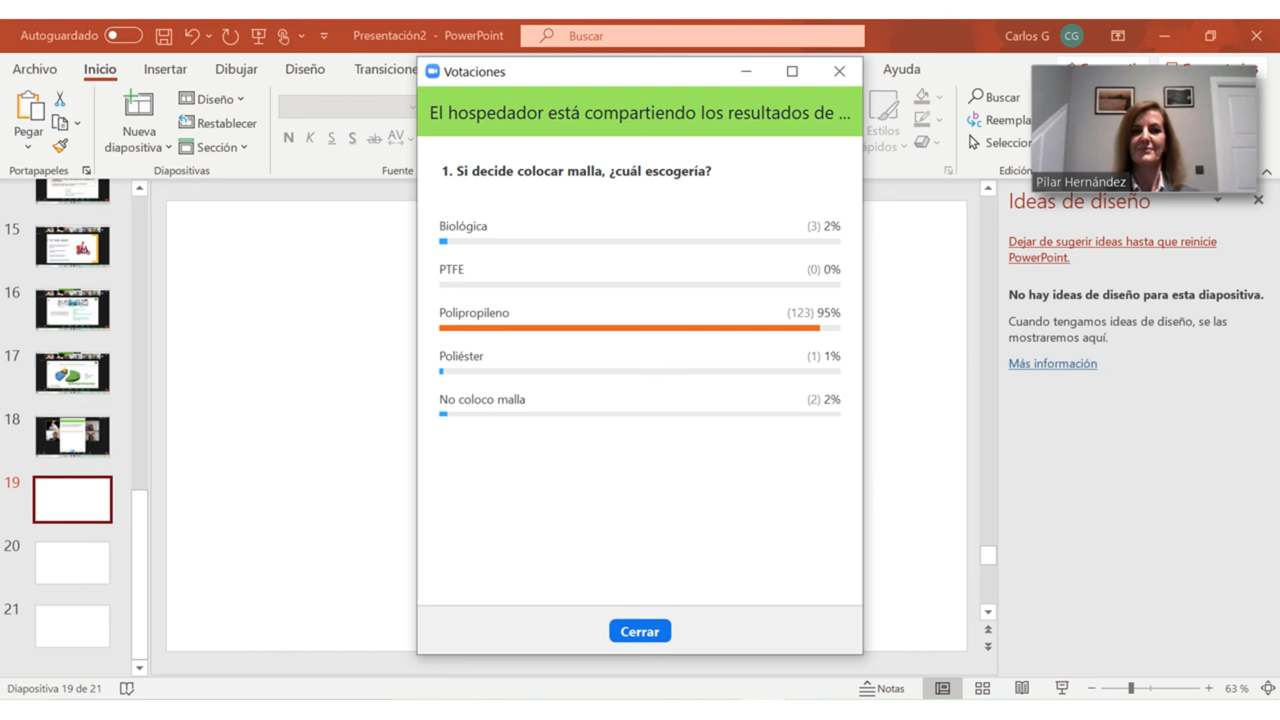 Autoguardado
Presentación2 - PowerPoint
Buscar
Carlos G
CG
Archivo
Inicio
Insertar
Dibujar
Diseño
Transicione
Ayuda
Pegar
Nueva
diapositiva
Diseño
Restablecer
Sección
N K S S ab AV
Estilos
ápidos
Buscar
Reempla
Seleccior
Portapapeles
Diapositivas
Fuente
Edición
Votaciones
El hospedador está compartiendo los resultados de ...
1. Si decide colocar malla, ¿cuál escogería?
Biológica (3) 2%
PTFE (0) 0%
Polipropileno (123) 95%
Poliéster (1) 1%
No coloco malla (2) 2%
Cerrar
Pilar Hernández
Ideas de diseño
Dejar de sugerir ideas hasta que reinicie
PowerPoint.
No hay ideas de diseño para esta diapositiva.
Cuando tengamos ideas de diseño, se las
mostraremos aquí.
Más información
15
16
17
18
19
20
21
Diapositiva 19 de 21
Notas
63 %